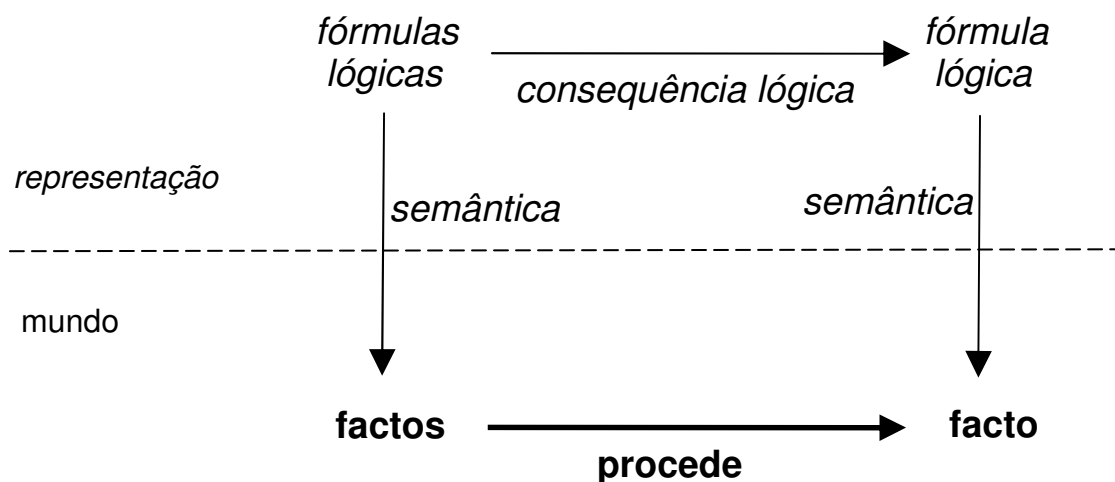 fórmulas
lógicas
fórmula
lógica
consequência lógica
representação
semântica
semântica
mundo
factos
facto
procede